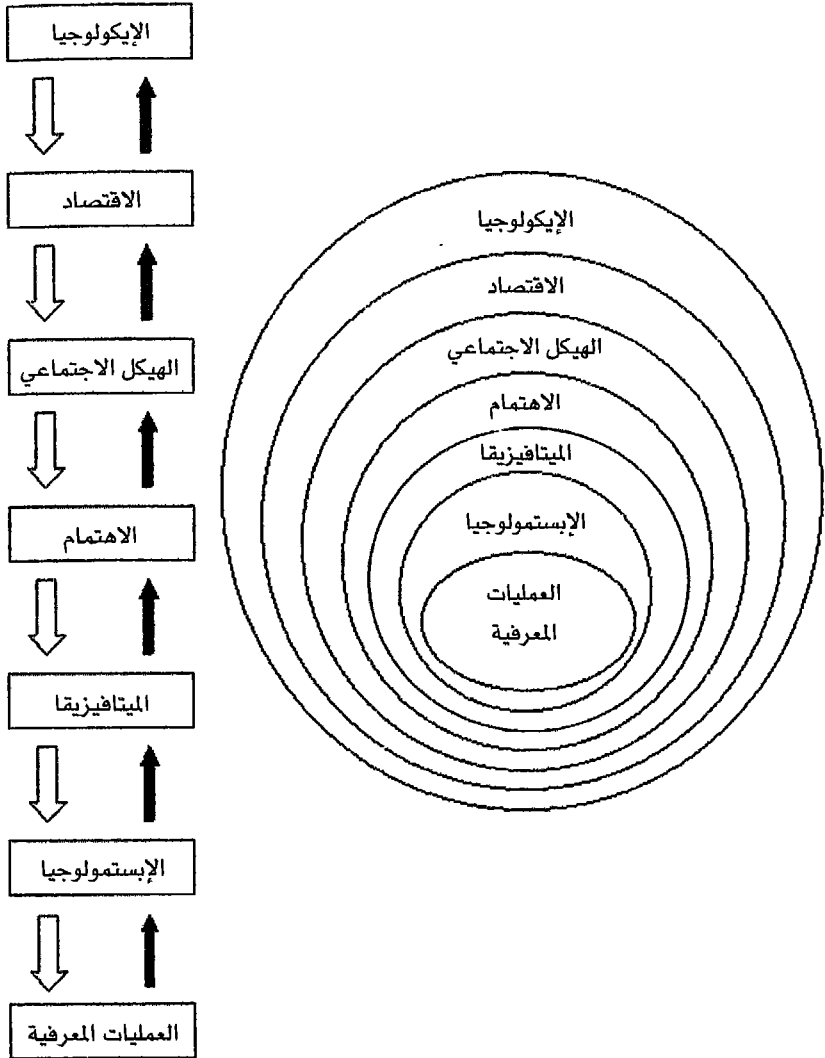 الإيكولوجيا
الاقتصاد
الهيكل الاجتماعي
الاهتمام
الميتافيزيقا
الإبستمولوجيا
العمليات المعرفية
الإيكولوجيا
الاقتصاد
الهيكل الاجتماعي
الاهتمام
الميتافيزيقا
الإبستمولوجيا
العمليات
المعرفية